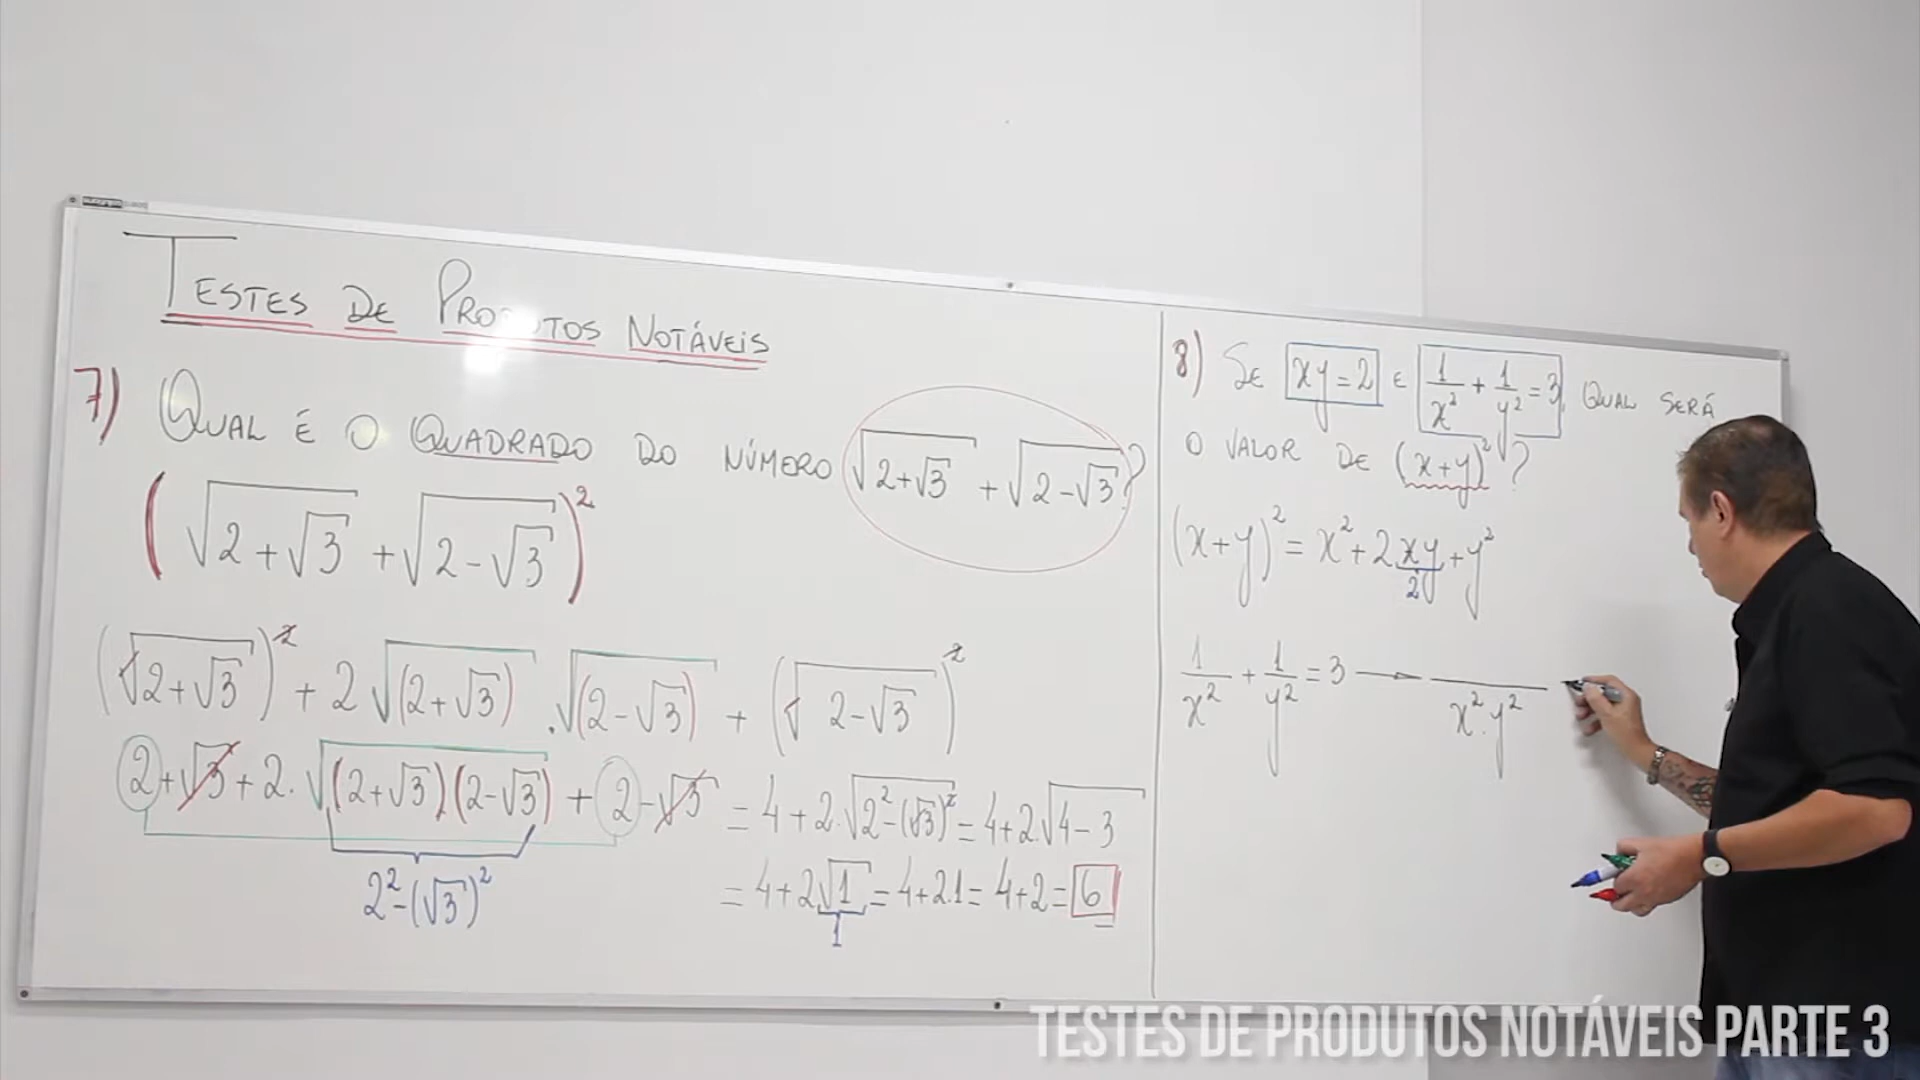 TESTES DE PRODUTOS NOTÁVEIS
7) QUAL É O QUADRADO DO NÚMERO √(2+√3) + √(2-√3)?
(√(2+√3) + √(2-√3))²
(√(2+√3))² + 2√(2+√3) . √(2-√3) + (√(2-√3))²
2+√3+2.√((2+√3)(2-√3)) + 2-√3 = 4+2.√(2²-(√3)²) = 4+2.√(4-3)
2²-(√3)²
= 4+2√1 = 4+2.1 = 4+2 = 6
1
8) SE xy=2 E 1/x² + 1/y² = 3, QUAL SERÁ
O VALOR DE (x+y)²?
(x+y)² = x²+2xy+y²
2
1/x² + 1/y² = 3 → x².y²
TESTES DE PRODUTOS NOTÁVEIS PARTE 3